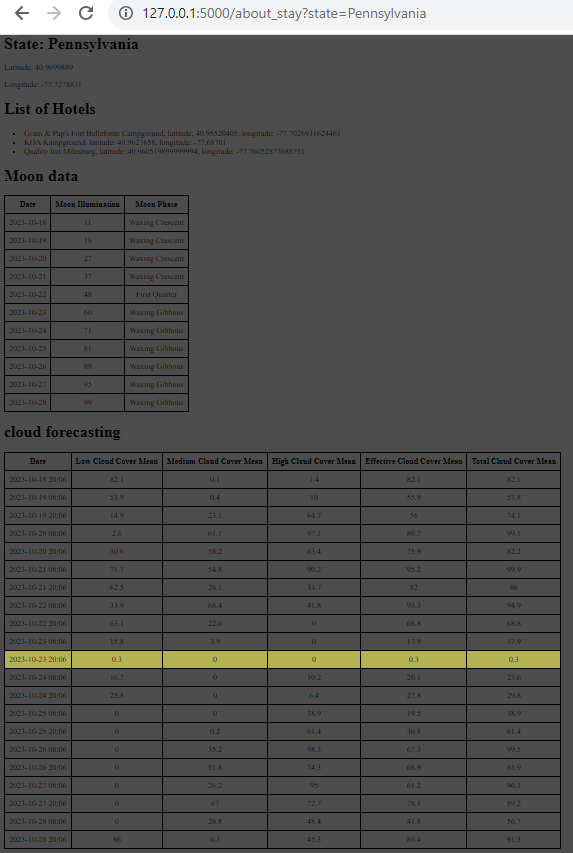 127.0.0.1:5000/about_stay?state=Pennsylvania
State: Pennsylvania
Latitude: 40.9699889
Longitude: -77.7278831
List of Hotels
Gram & Pap's Fort Bellefonte Campground, latitude: 40.95520405, longitude: -77.7026931624461
KOA Kampground, latitude: 40.9627658, longitude: -77.68701
Quality Inn Milesburg, latitude: 40.960519899999994, longitude: -77.76052877685751
Moon data
Date Moon Illumination Moon Phase
2023-10-18 11 Waxing Crescent
2023-10-19 18 Waxing Crescent
2023-10-20 27 Waxing Crescent
2023-10-21 37 Waxing Crescent
2023-10-22 48 First Quarter
2023-10-23 60 Waxing Gibbous
2023-10-24 71 Waxing Gibbous
2023-10-25 81 Waxing Gibbous
2023-10-26 89 Waxing Gibbous
2023-10-27 95 Waxing Gibbous
2023-10-28 99 Waxing Gibbous
cloud forecasting
Date Low Cloud Cover Mean Medium Cloud Cover Mean High Cloud Cover Mean Effective Cloud Cover Mean Total Cloud Cover Mean
2023-10-18 20:06 82.1 0.1 1.4 82.1 82.1
2023-10-19 08:06 53.9 0.4 10 55.9 57.8
2023-10-19 20:06 14.9 23.1 64.7 56 74.1
2023-10-20 08:06 2.6 61.1 97.1 80.7 99.1
2023-10-20 20:06 30.6 58.2 63.4 75.9 82.2
2023-10-21 08:06 71.7 54.8 90.2 95.2 99.9
2023-10-21 20:06 62.5 26.1 33.7 82 86
2023-10-22 08:06 33.9 68.4 41.8 93.3 94.9
2023-10-22 20:06 63.1 22.6 0 68.8 68.8
2023-10-23 08:06 15.8 3.9 0 17.9 17.9
2023-10-23 20:06 0.3 0 0 0.3 0.3
2023-10-24 08:06 16.7 0 10.2 20.1 23.6
2023-10-24 20:06 25.8 0 6.4 27.8 29.8
2023-10-25 08:06 0 0 38.9 19.5 38.9
2023-10-25 20:06 0 0.2 61.4 30.8 61.4
2023-10-26 08:06 0 35.2 98.3 67.3 99.5
2023-10-26 20:06 0 51.8 74.3 68.9 85.9
2023-10-27 08:06 0 26.2 95 61.2 96.1
2023-10-27 20:06 0 67 72.7 78.1 89.2
2023-10-28 08:06 0 26.8 48.4 41.8 56.7
2023-10-28 20:06 86 6.3 45.3 89.4 91.3